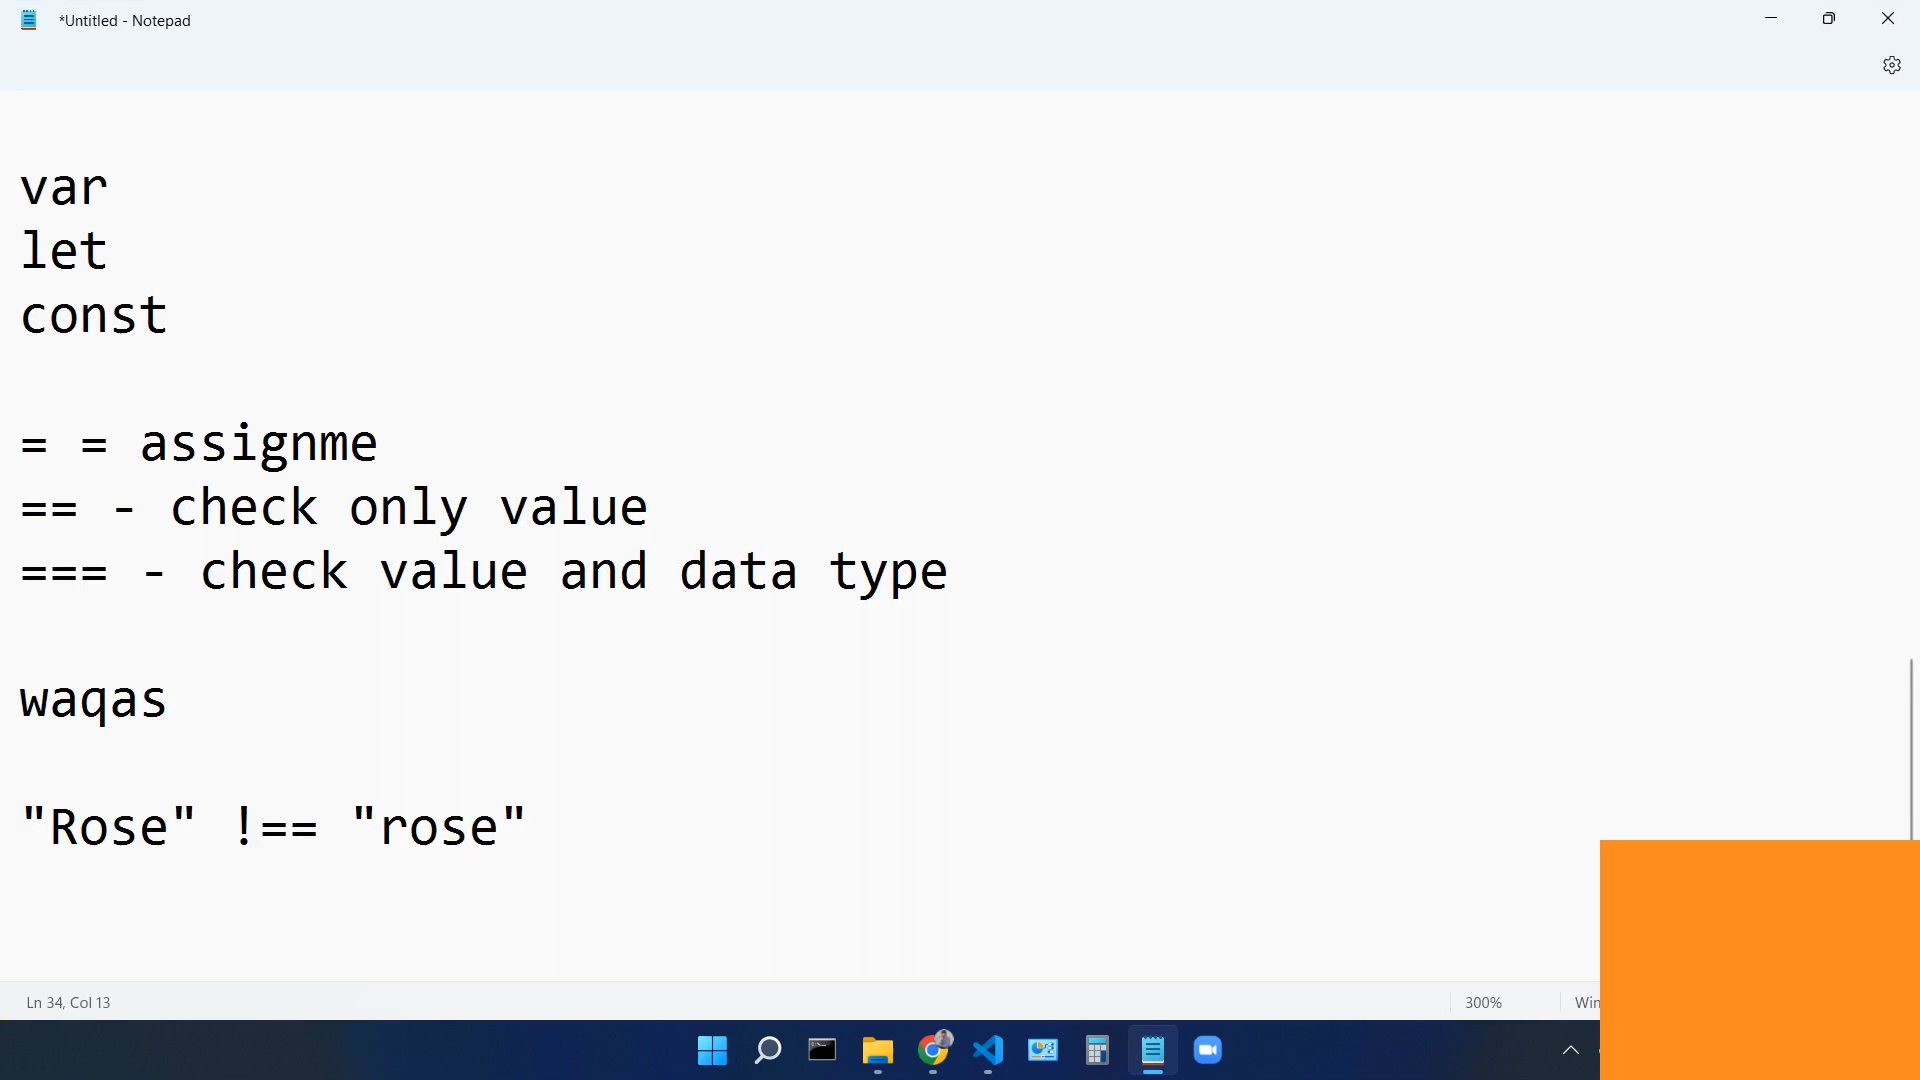 *Untitled - Notepad
var
let
const
= = assignme
== - check only value
=== - check value and data type
waqas
"Rose" !== "rose"
Ln 34, Col 13
300%